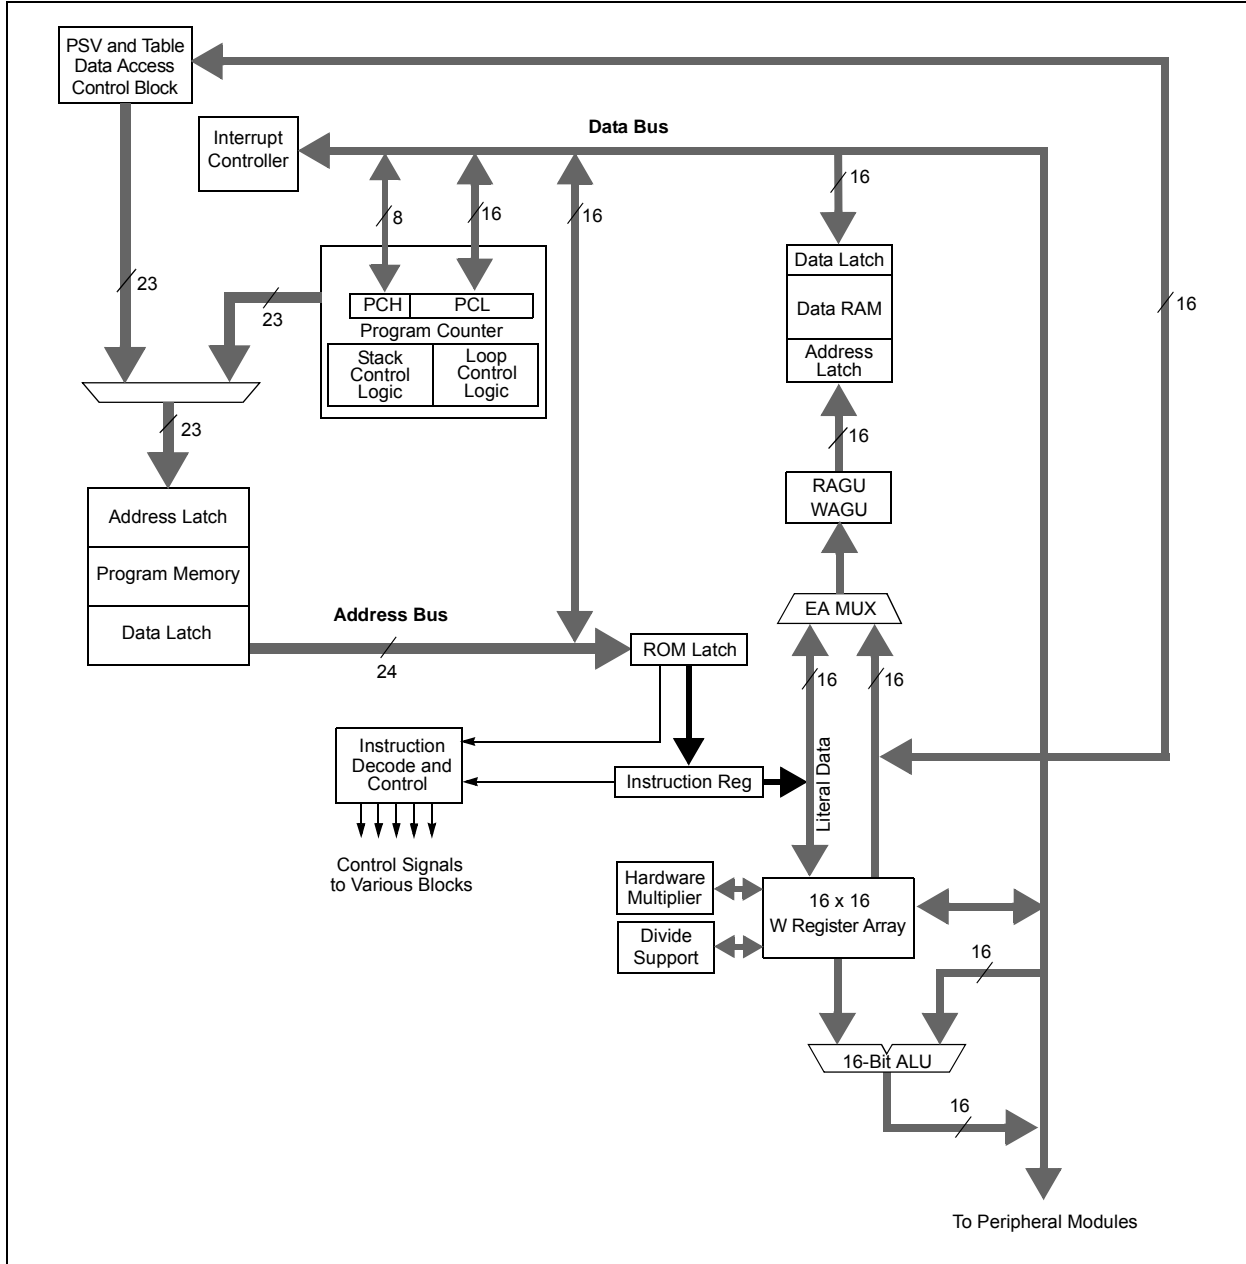 PSV and Table
Data Access
Control Block
Interrupt
Controller
Data Bus
16
8
16
16
16
23
23
PCH
PCL
Program Counter
Stack
Control
Logic
Loop
Control
Logic
Data Latch
Data RAM
Address
Latch
23
16
RAGU
WAGU
Address Latch
Program Memory
Data Latch
Address Bus
24
EA MUX
ROM Latch
16
16
Instruction
Decode and
Control
Instruction Reg
Literal Data
Control Signals
to Various Blocks
Hardware
Multiplier
16 x 16
W Register Array
Divide
Support
16
16-Bit ALU
16
To Peripheral Modules